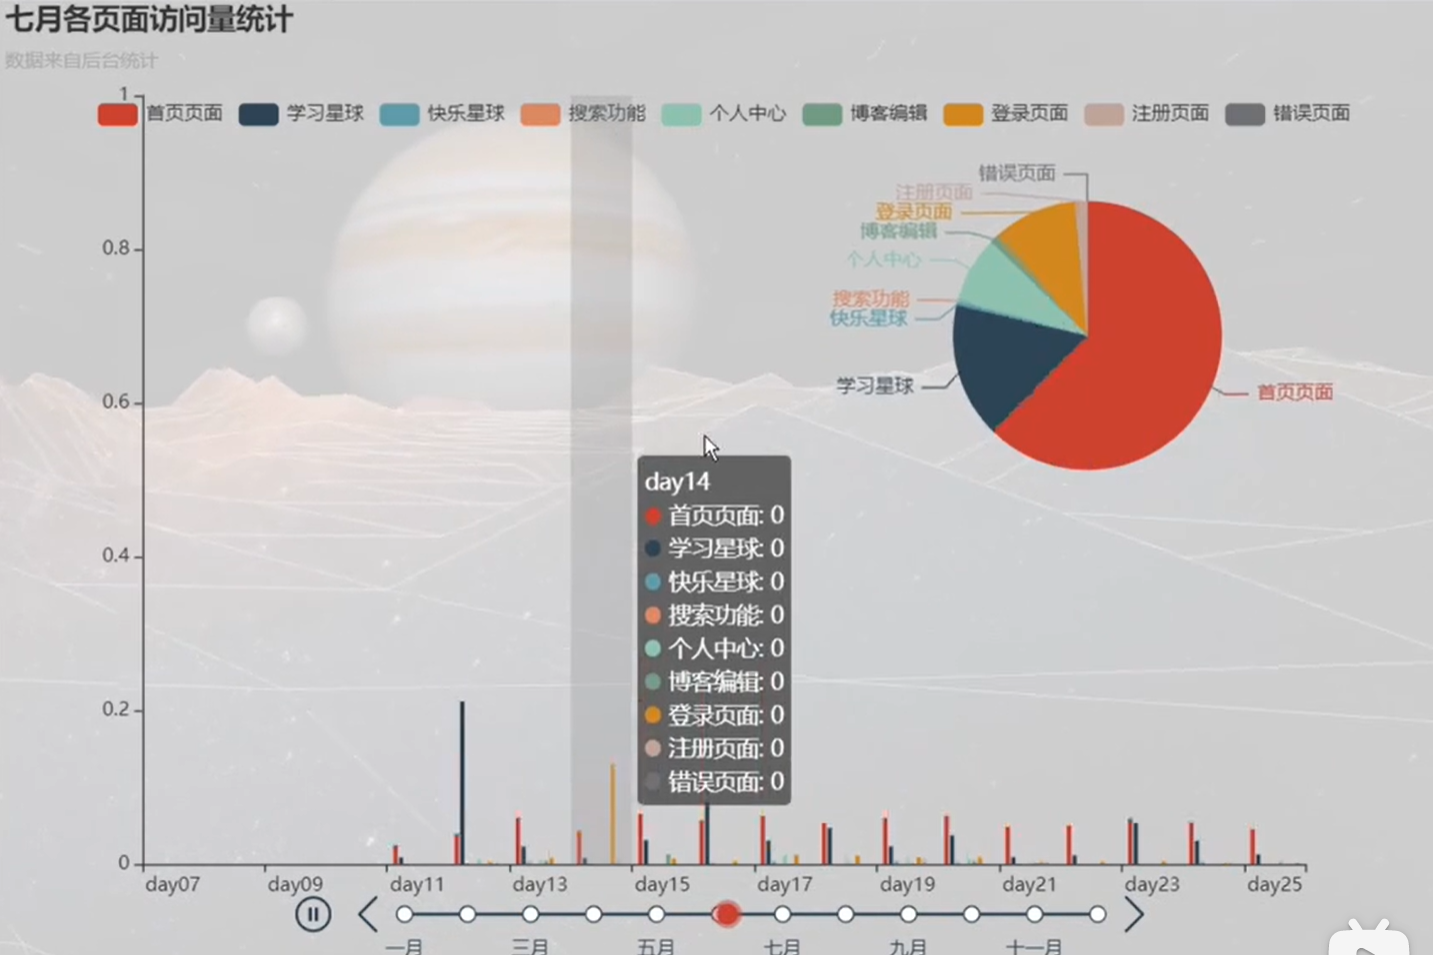 七月各页面访问量统计
数据来自后台统计
首页页面 学习星球 快乐星球 搜索功能 个人中心 博客编辑 登录页面 注册页面 错误页面
1
0.8
0.6
0.4
0.2
0
错误页面
注册页面
登录页面
博客编辑
个人中心
搜索功能
快乐星球
学习星球
首页页面
day14
首页页面: 0
学习星球: 0
快乐星球: 0
搜索功能: 0
个人中心: 0
博客编辑: 0
登录页面: 0
注册页面: 0
错误页面: 0
day07 day09 day11 day13 day15 day17 day19 day21 day23 day25
一月 三月 五月 七月 九月 十一月